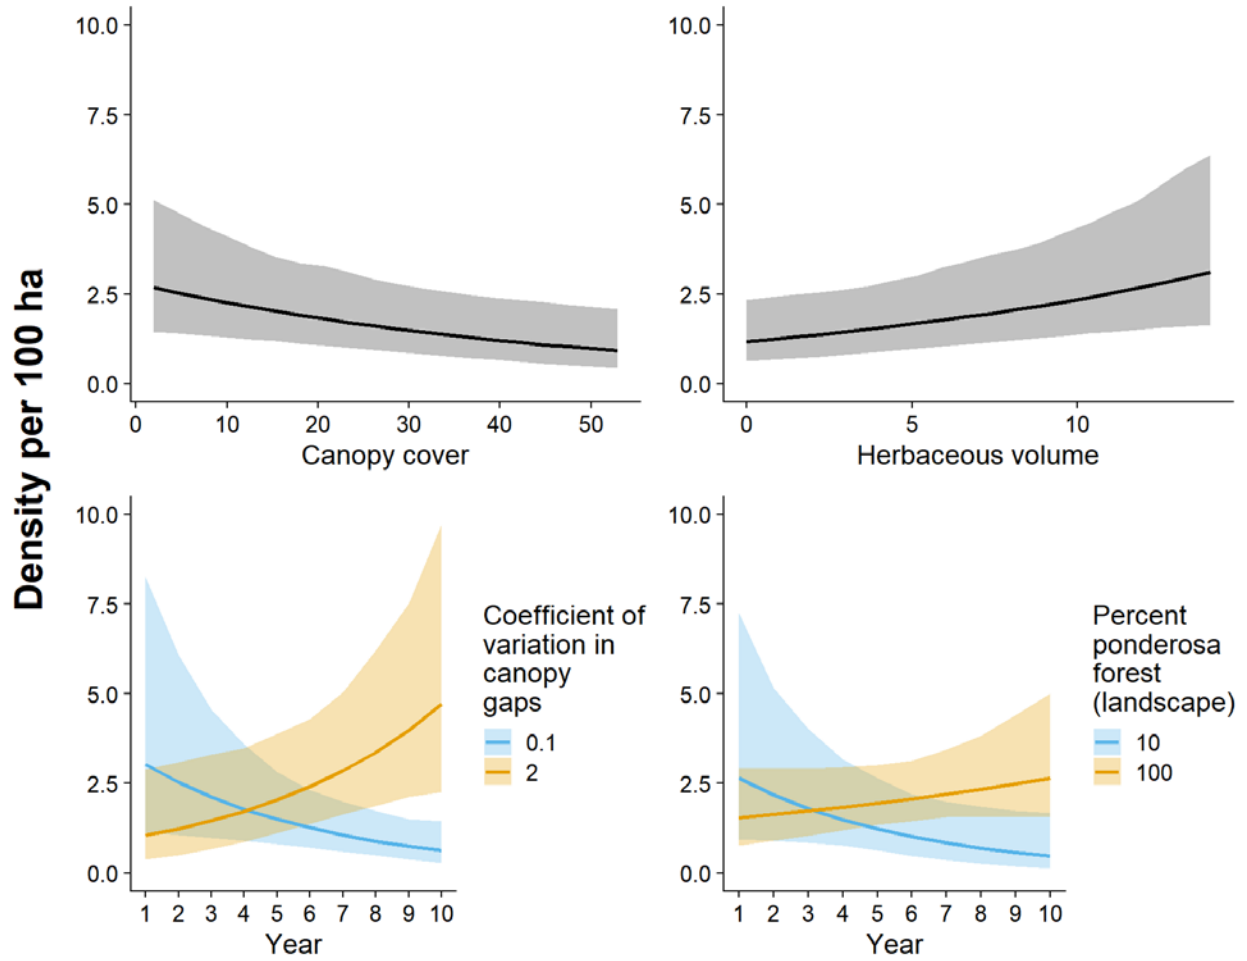 Density per 100 ha
10.0
7.5
5.0
2.5
0.0
0 10 20 30 40 50
Canopy cover
10.0
7.5
5.0
2.5
0.0
0 5 10
Herbaceous volume
10.0
7.5
5.0
2.5
0.0
1 2 3 4 5 6 7 8 9 10
Year
Coefficient of
variation in
canopy
gaps
0.1
2
10.0
7.5
5.0
2.5
0.0
1 2 3 4 5 6 7 8 9 10
Year
Percent
ponderosa
forest
(landscape)
10
100